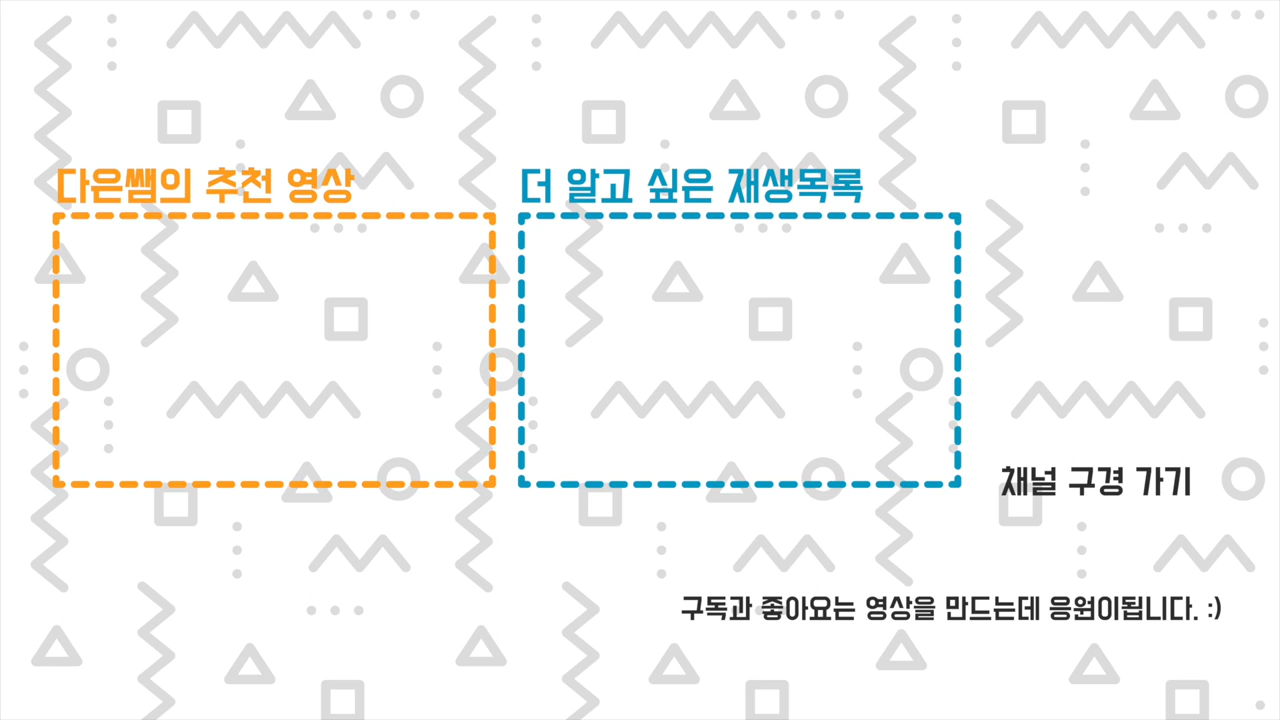 다은쌤의 추천 영상
더 알고 싶은 재생목록
채널 구경 가기
구독과 좋아요는 영상을 만드는데 응원이됩니다. :)